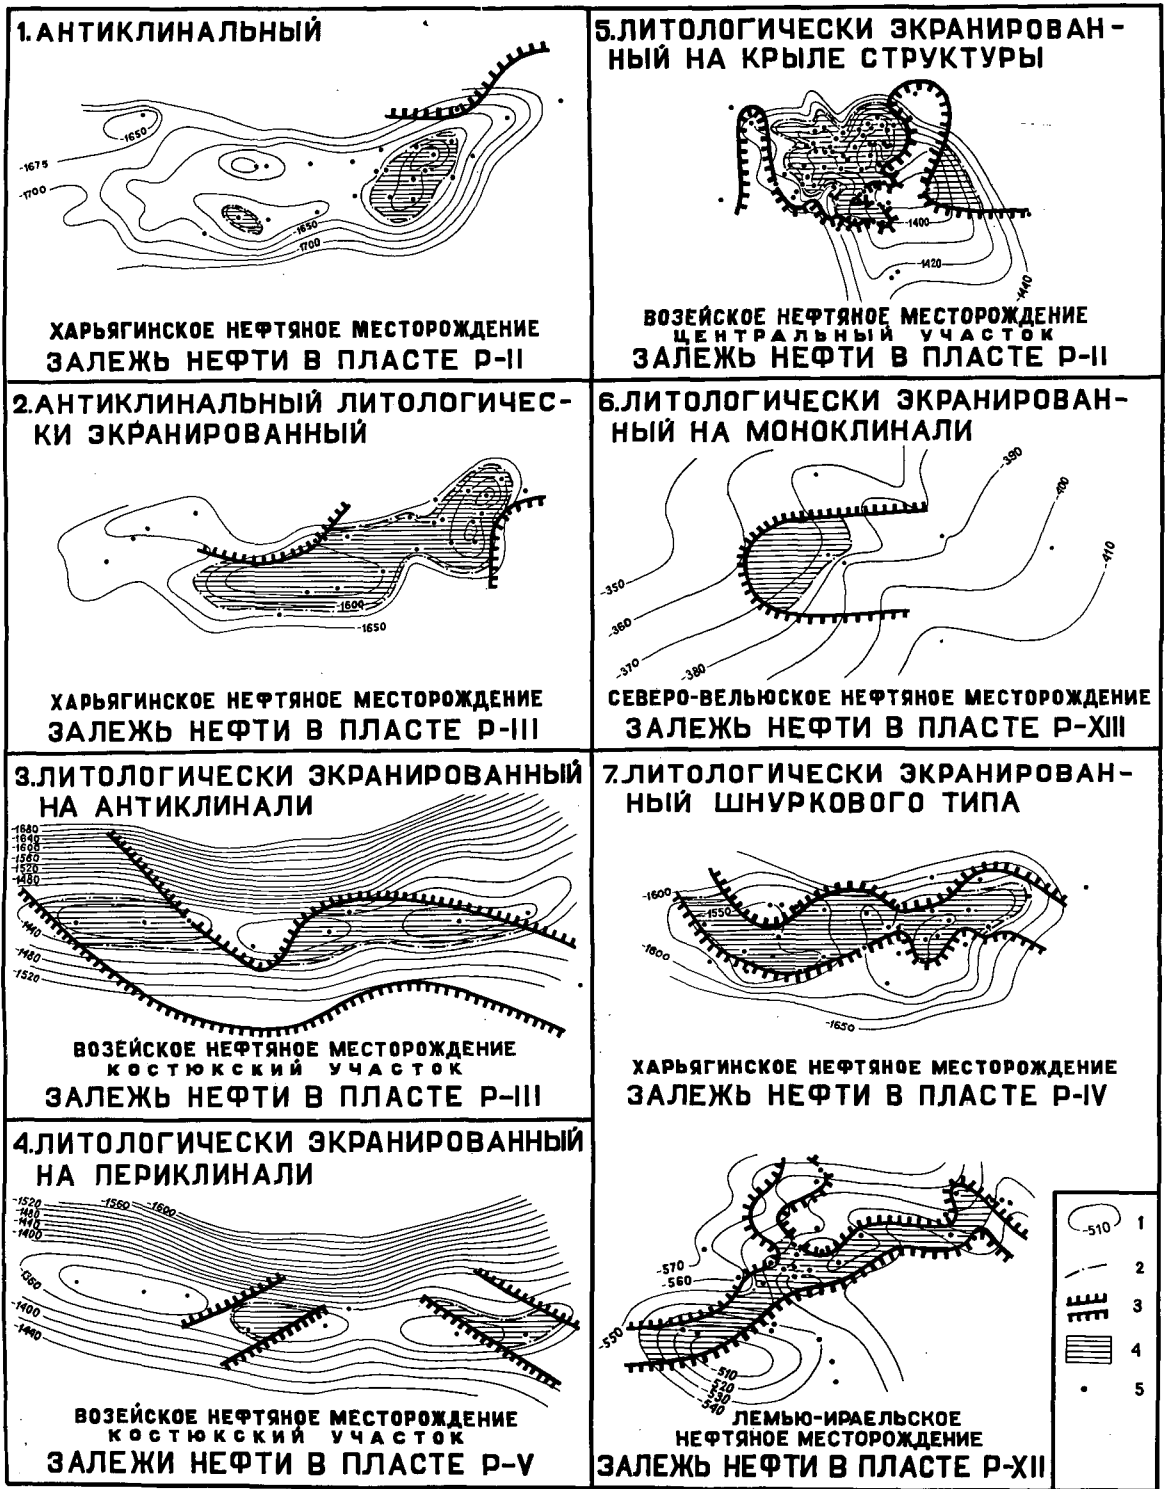 1. АНТИКЛИНАЛЬНЫЙ
-1650
-1675
-1700
-1650
-1700
ХАРЬЯГИНСКОЕ НЕФТЯНОЕ МЕСТОРОЖДЕНИЕ
ЗАЛЕЖЬ НЕФТИ В ПЛАСТЕ Р-II
2. АНТИКЛИНАЛЬНЫЙ ЛИТОЛОГИЧЕС-
КИ ЭКРАНИРОВАННЫЙ
-1600
-1650
ХАРЬЯГИНСКОЕ НЕФТЯНОЕ МЕСТОРОЖДЕНИЕ
ЗАЛЕЖЬ НЕФТИ В ПЛАСТЕ Р-III
3. ЛИТОЛОГИЧЕСКИ ЭКРАНИРОВАННЫЙ
НА АНТИКЛИНАЛИ
-1680
-1640
-1600
-1560
-1520
-1480
-1480
-1520
ВОЗЕЙСКОЕ НЕФТЯНОЕ МЕСТОРОЖДЕНИЕ
КОСТЮКСКИЙ УЧАСТОК
ЗАЛЕЖЬ НЕФТИ В ПЛАСТЕ Р-III
4. ЛИТОЛОГИЧЕСКИ ЭКРАНИРОВАННЫЙ
НА ПЕРИКЛИНАЛИ
-1520
-1480
-1440
-1400
-1560
-1600
-1360
-1400
-1440
ВОЗЕЙСКОЕ НЕФТЯНОЕ МЕСТОРОЖДЕНИЕ
КОСТЮКСКИЙ УЧАСТОК
ЗАЛЕЖИ НЕФТИ В ПЛАСТЕ Р-V
5. ЛИТОЛОГИЧЕСКИ ЭКРАНИРОВАН-
НЫЙ НА КРЫЛЕ СТРУКТУРЫ
-1400
-1420
-1440
ВОЗЕЙСКОЕ НЕФТЯНОЕ МЕСТОРОЖДЕНИЕ
ЦЕНТРАЛЬНЫЙ УЧАСТОК
ЗАЛЕЖЬ НЕФТИ В ПЛАСТЕ Р-II
6. ЛИТОЛОГИЧЕСКИ ЭКРАНИРОВАН-
НЫЙ НА МОНОКЛИНАЛИ
-390
-400
-410
-350
-360
-370
-380
СЕВЕРО-ВЕЛЬЮСКОЕ НЕФТЯНОЕ МЕСТОРОЖДЕНИЕ
ЗАЛЕЖЬ НЕФТИ В ПЛАСТЕ Р-XIII
7. ЛИТОЛОГИЧЕСКИ ЭКРАНИРОВАН-
НЫЙ ШНУРКОВОГО ТИПА
-1600
-1550
-1600
-1650
ХАРЬЯГИНСКОЕ НЕФТЯНОЕ МЕСТОРОЖДЕНИЕ
ЗАЛЕЖЬ НЕФТИ В ПЛАСТЕ Р-IV
-570
-560
-550
-510
-520
-530
-540
ЛЕМЬЮ-ИРАЕЛЬСКОЕ
НЕФТЯНОЕ МЕСТОРОЖДЕНИЕ
ЗАЛЕЖЬ НЕФТИ В ПЛАСТЕ Р-XII
-510 1
2
3
4
5